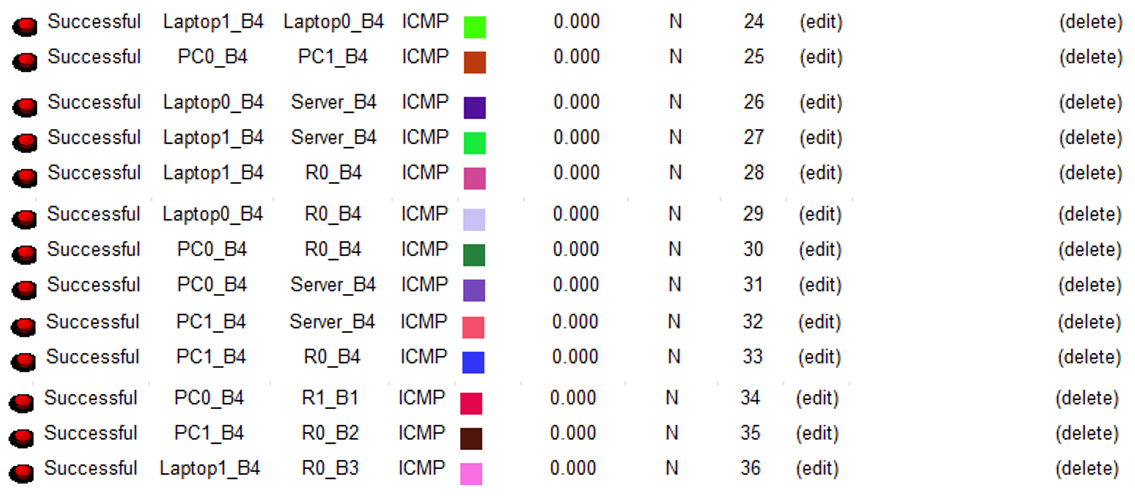 Successful Laptop1_B4 Laptop0_B4 ICMP 0.000 N 24 (edit) (delete)
Successful PC0_B4 PC1_B4 ICMP 0.000 N 25 (edit) (delete)
Successful Laptop0_B4 Server_B4 ICMP 0.000 N 26 (edit) (delete)
Successful Laptop1_B4 Server_B4 ICMP 0.000 N 27 (edit) (delete)
Successful Laptop1_B4 R0_B4 ICMP 0.000 N 28 (edit) (delete)
Successful Laptop0_B4 R0_B4 ICMP 0.000 N 29 (edit) (delete)
Successful PC0_B4 R0_B4 ICMP 0.000 N 30 (edit) (delete)
Successful PC0_B4 Server_B4 ICMP 0.000 N 31 (edit) (delete)
Successful PC1_B4 Server_B4 ICMP 0.000 N 32 (edit) (delete)
Successful PC1_B4 R0_B4 ICMP 0.000 N 33 (edit) (delete)
Successful PC0_B4 R1_B1 ICMP 0.000 N 34 (edit) (delete)
Successful PC1_B4 R0_B2 ICMP 0.000 N 35 (edit) (delete)
Successful Laptop1_B4 R0_B3 ICMP 0.000 N 36 (edit) (delete)